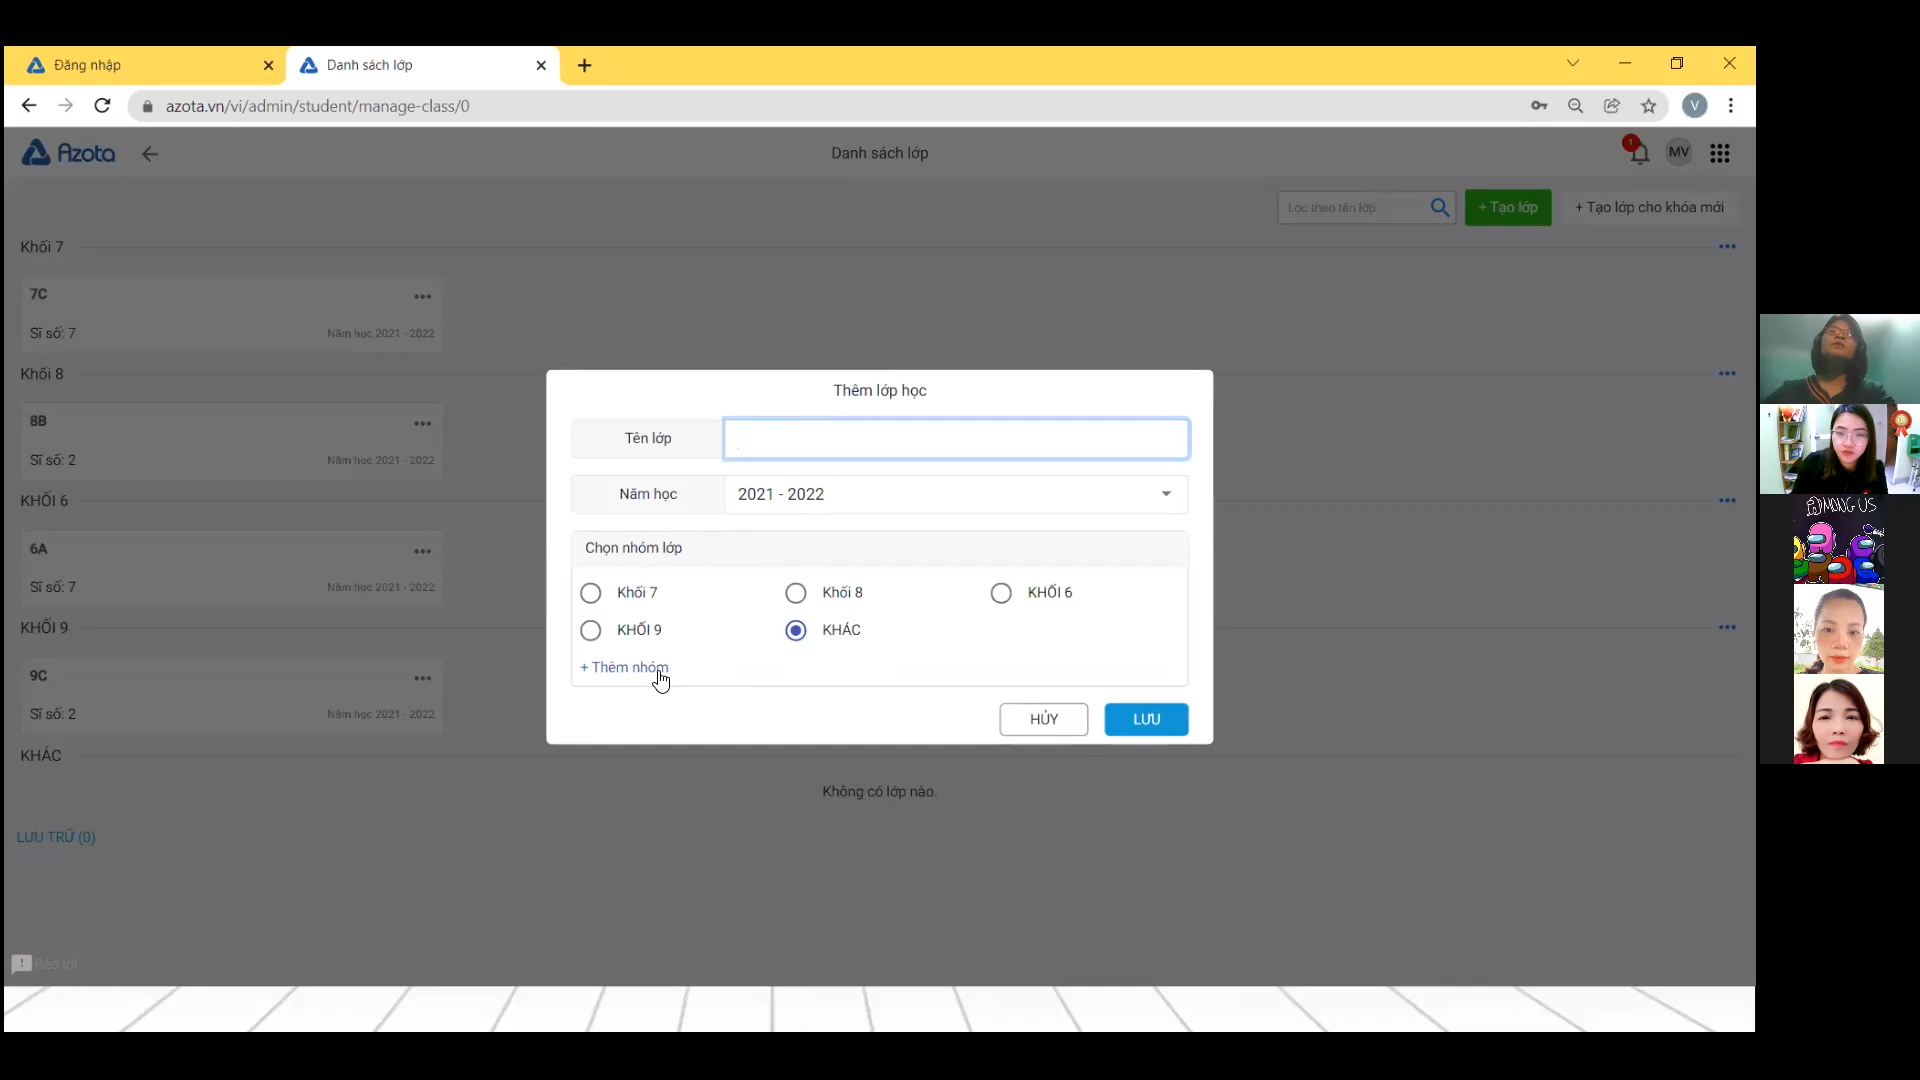 Đăng nhập
Danh sách lớp
azota.vn/vi/admin/student/manage-class/0
V
Azota
Danh sách lớp
1
MV
Lọc theo tên lớp
+ Tạo lớp
+ Tạo lớp cho khóa mới
Khối 7
7C
Sĩ số: 7
Năm học 2021 - 2022
Khối 8
8B
Sĩ số: 2
Năm học 2021 - 2022
KHỐI 6
6A
Sĩ số: 7
Năm học 2021 - 2022
KHỐI 9
9C
Sĩ số: 2
Năm học 2021 - 2022
KHÁC
Không có lớp nào.
LƯU TRỮ (0)
Báo lỗi
Thêm lớp học
Tên lớp
Năm học
2021 - 2022
Chọn nhóm lớp
Khối 7
Khối 8
KHỐI 6
KHỐI 9
KHÁC
+ Thêm nhóm
HỦY
LƯU
AMONG US